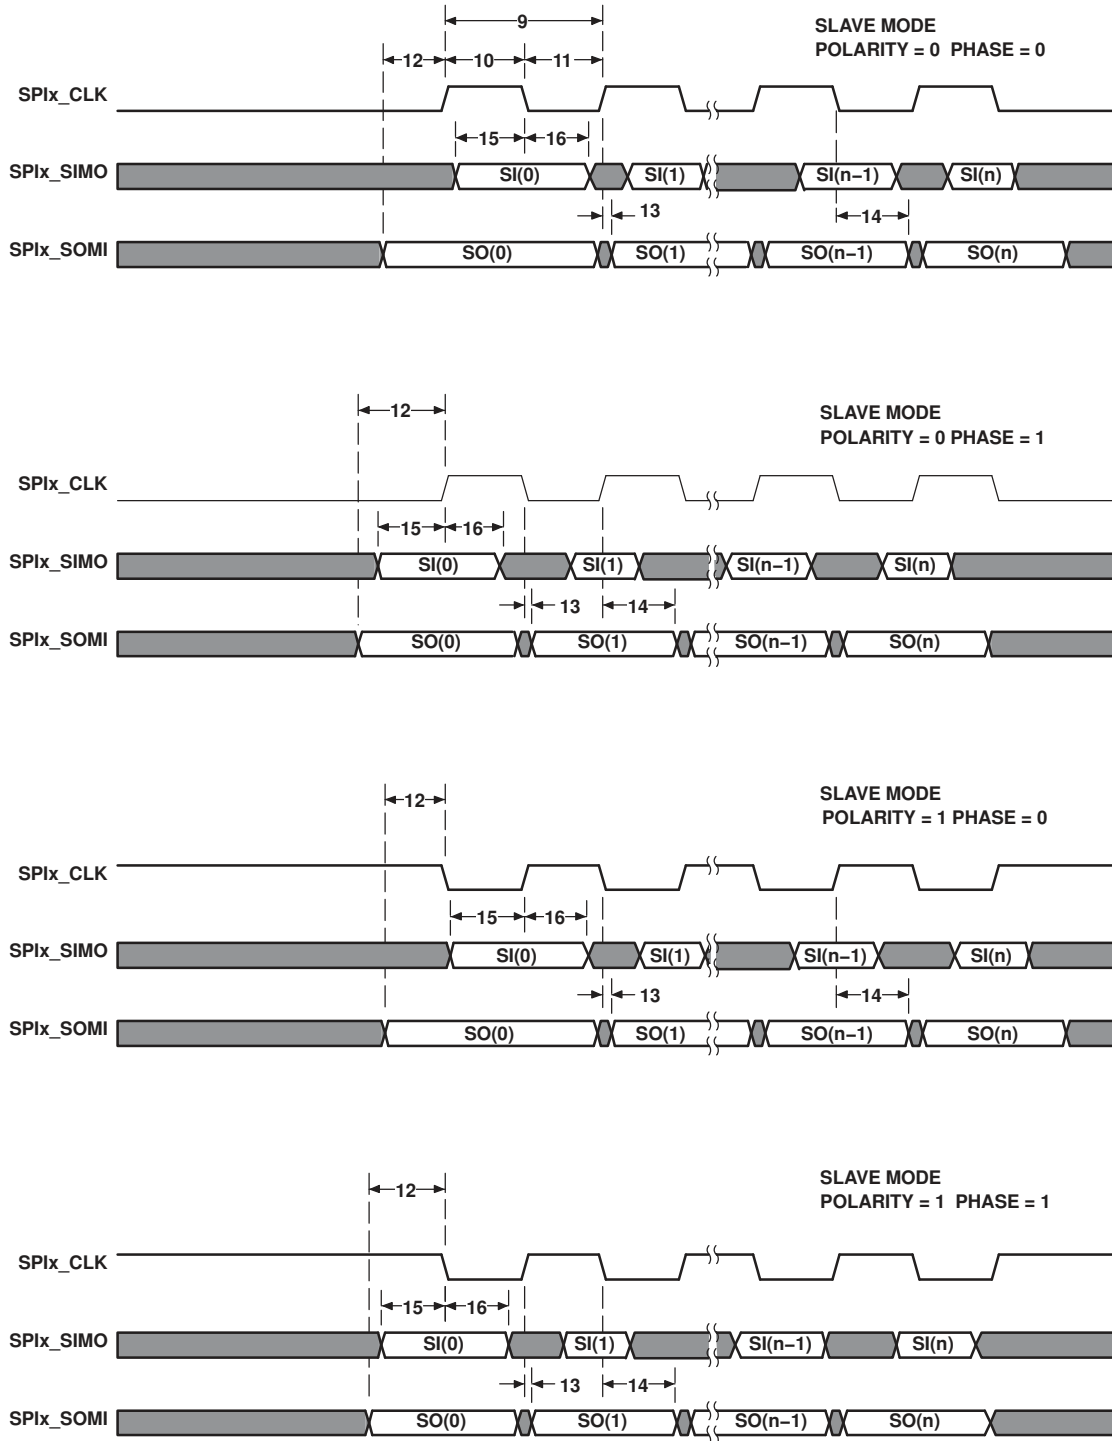 9
SLAVE MODE
POLARITY = 0 PHASE = 0
12 10 11
SPIx_CLK
15 16
SPIx_SIMO SI(0) SI(1) SI(n−1) SI(n)
13 14
SPIx_SOMI SO(0) SO(1) SO(n−1) SO(n)
12
SLAVE MODE
POLARITY = 0 PHASE = 1
SPIx_CLK
15 16
SPIx_SIMO SI(0) SI(1) SI(n−1) SI(n)
13 14
SPIx_SOMI SO(0) SO(1) SO(n−1) SO(n)
12
SLAVE MODE
POLARITY = 1 PHASE = 0
SPIx_CLK
15 16
SPIx_SIMO SI(0) SI(1) SI(n−1) SI(n)
13 14
SPIx_SOMI SO(0) SO(1) SO(n−1) SO(n)
12
SLAVE MODE
POLARITY = 1 PHASE = 1
SPIx_CLK
15 16
SPIx_SIMO SI(0) SI(1) SI(n−1) SI(n)
13 14
SPIx_SOMI SO(0) SO(1) SO(n−1) SO(n)